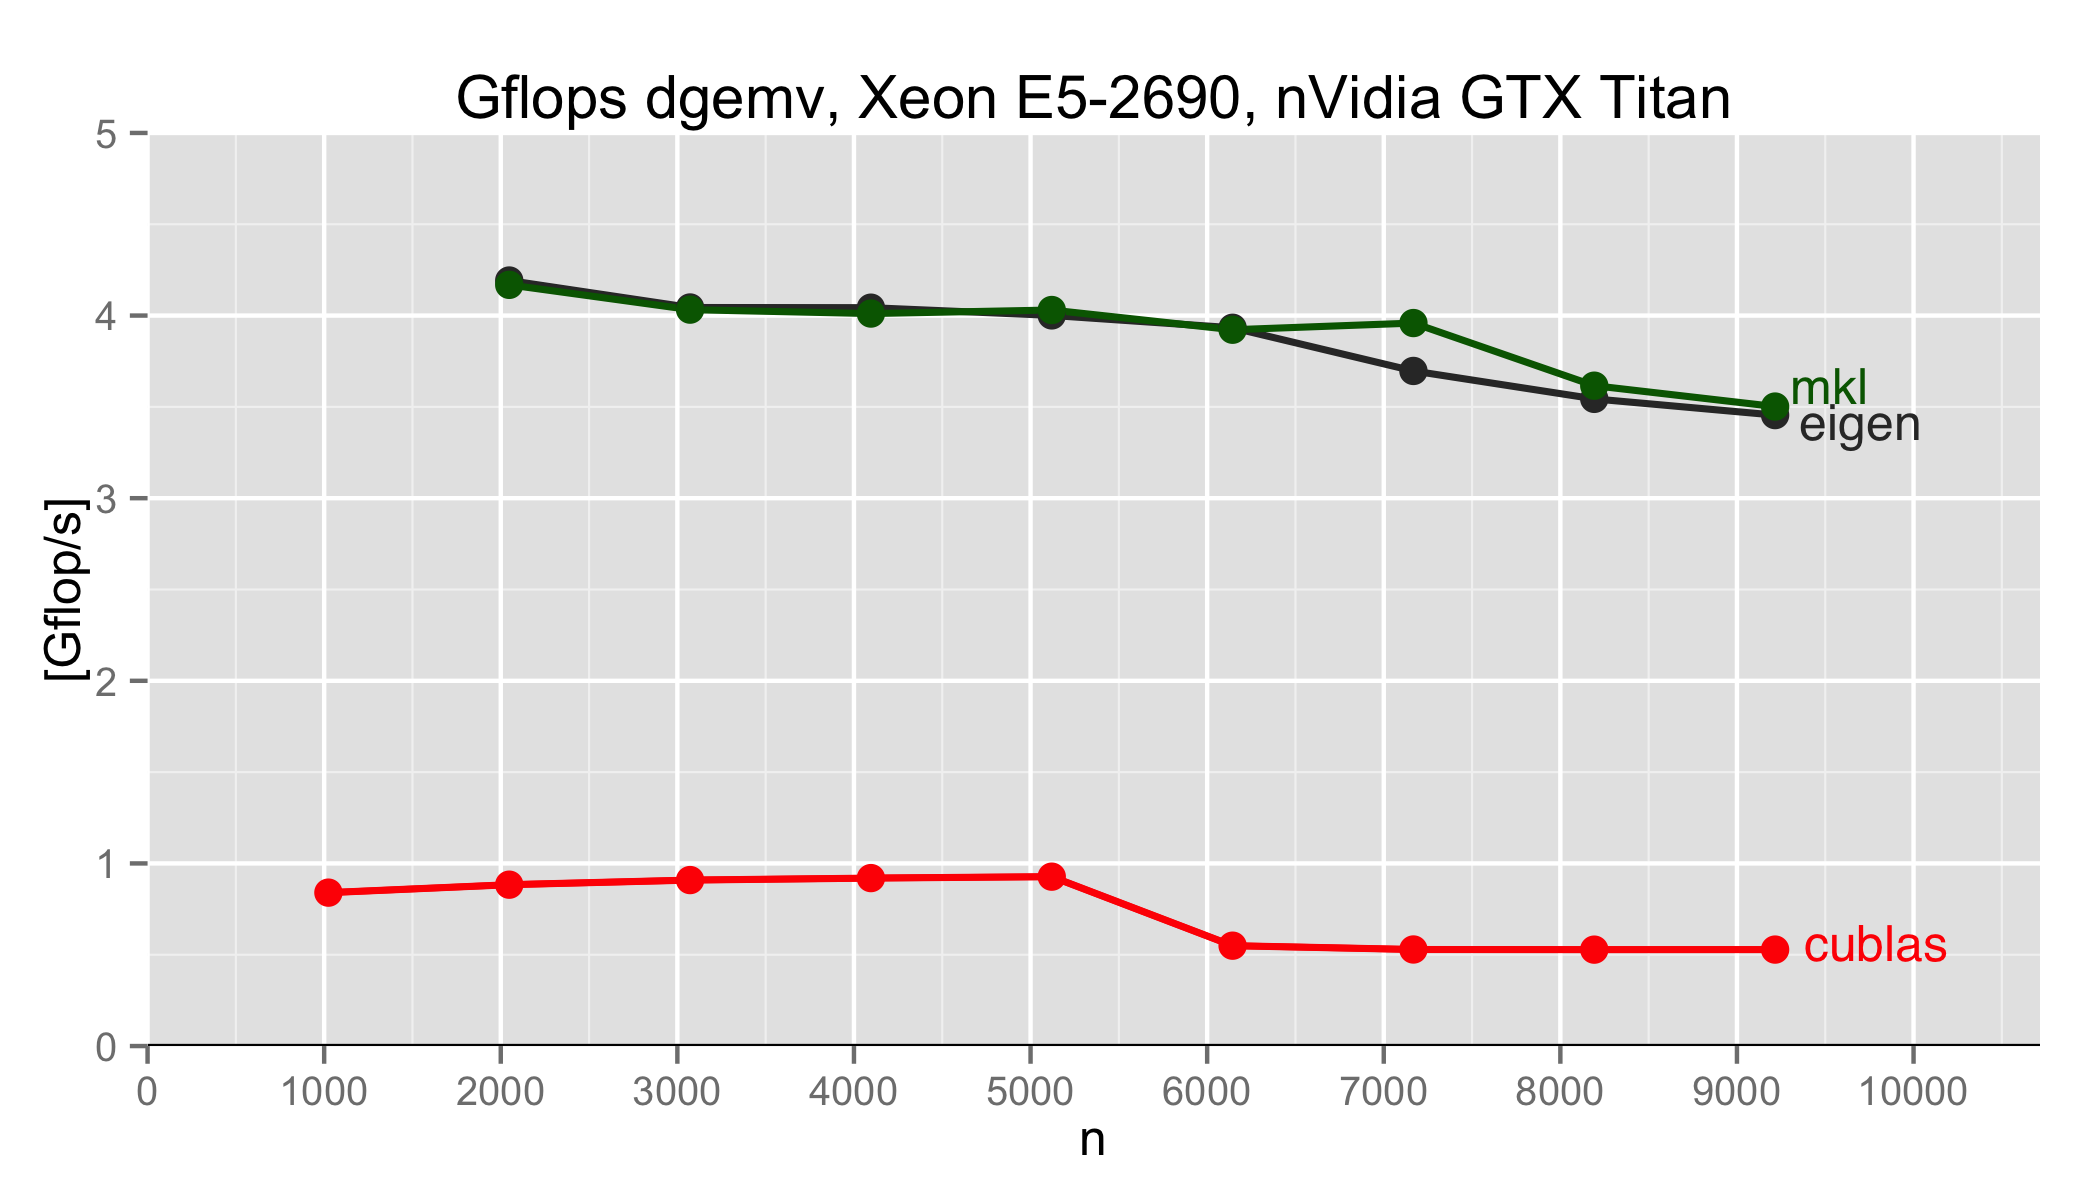 Gflops dgemv, Xeon E5-2690, nVidia GTX Titan
5
4
3
2
1
0
[Gflop/s]
mkl
eigen
cublas
0 1000 2000 3000 4000 5000 6000 7000 8000 9000 10000
n